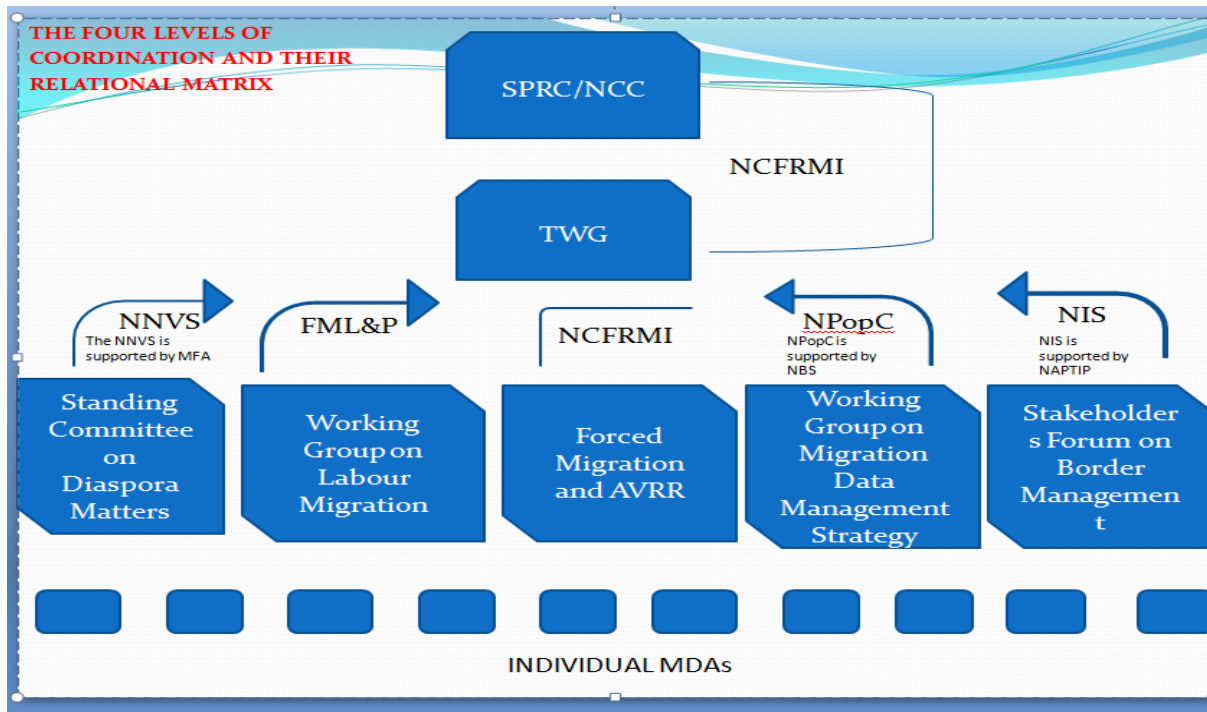 THE FOUR LEVELS OF
COORDINATION AND THEIR
RELATIONAL MATRIX
SPRC/NCC
NCFRMI
TWG
NNVS
The NNVS is
supported by MFA
FML&P
NCFRMI
NPopC
NPopC is
supported by
NBS
NIS
NIS is
supported by
NAPTIP
Standing
Committee
on
Diaspora
Matters
Working
Group on
Labour
Migration
Forced
Migration
and AVRR
Working
Group on
Migration
Data
Management
Strategy
Stakeholder
s Forum on
Border
Managemen
t
INDIVIDUAL MDAs